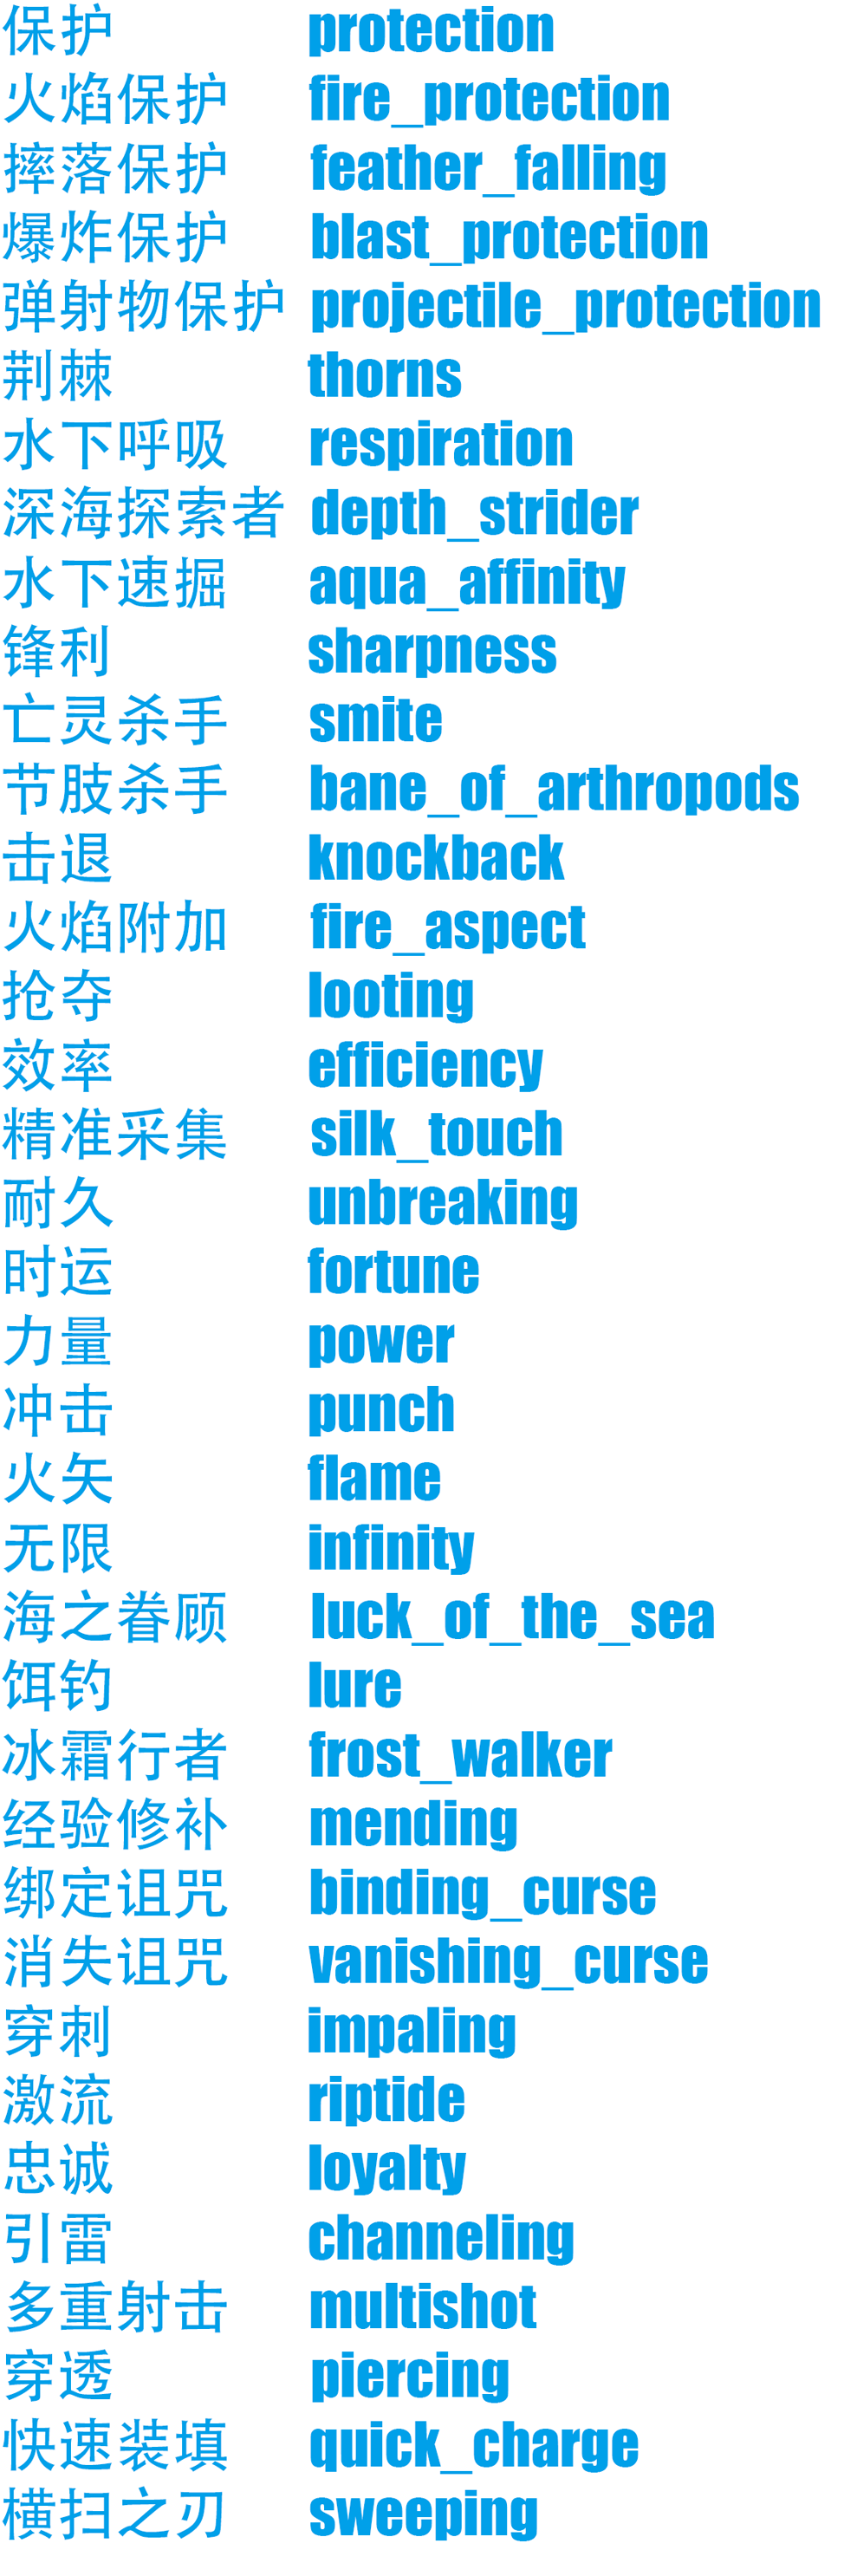 保护 protection
火焰保护 fire_protection
摔落保护 feather_falling
爆炸保护 blast_protection
弹射物保护 projectile_protection
荆棘 thorns
水下呼吸 respiration
深海探索者 depth_strider
水下速掘 aqua_affinity
锋利 sharpness
亡灵杀手 smite
节肢杀手 bane_of_arthropods
击退 knockback
火焰附加 fire_aspect
抢夺 looting
效率 efficiency
精准采集 silk_touch
耐久 unbreaking
时运 fortune
力量 power
冲击 punch
火矢 flame
无限 infinity
海之眷顾 luck_of_the_sea
饵钓 lure
冰霜行者 frost_walker
经验修补 mending
绑定诅咒 binding_curse
消失诅咒 vanishing_curse
穿刺 impaling
激流 riptide
忠诚 loyalty
引雷 channeling
多重射击 multishot
穿透 piercing
快速装填 quick_charge
横扫之刃 sweeping